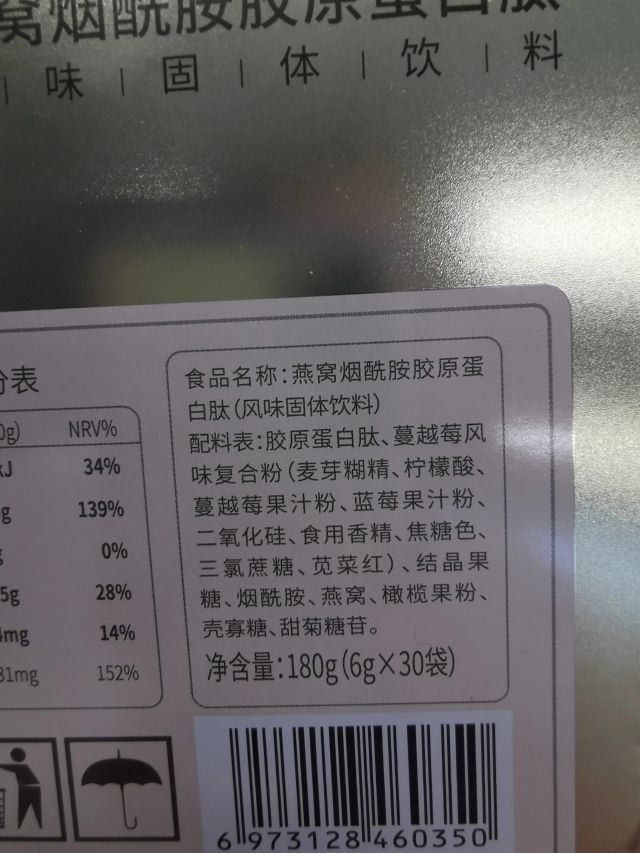 窝烟酰胺胶原蛋白肽
味 | 固 | 体 | 饮 | 料
分表
0g) NRV%
kJ 34%
g 139%
g 0%
5g 28%
mg 14%
31mg 152%
食品名称:燕窝烟酰胺胶原蛋
白肽(风味固体饮料)
配料表:胶原蛋白肽、蔓越莓风
味复合粉(麦芽糊精、柠檬酸、
蔓越莓果汁粉、蓝莓果汁粉、
二氧化硅、食用香精、焦糖色、
三氯蔗糖、苋菜红)、结晶果
糖、烟酰胺、燕窝、橄榄果粉、
壳寡糖、甜菊糖苷。
净含量:180g(6g×30袋)
6 973128 460350